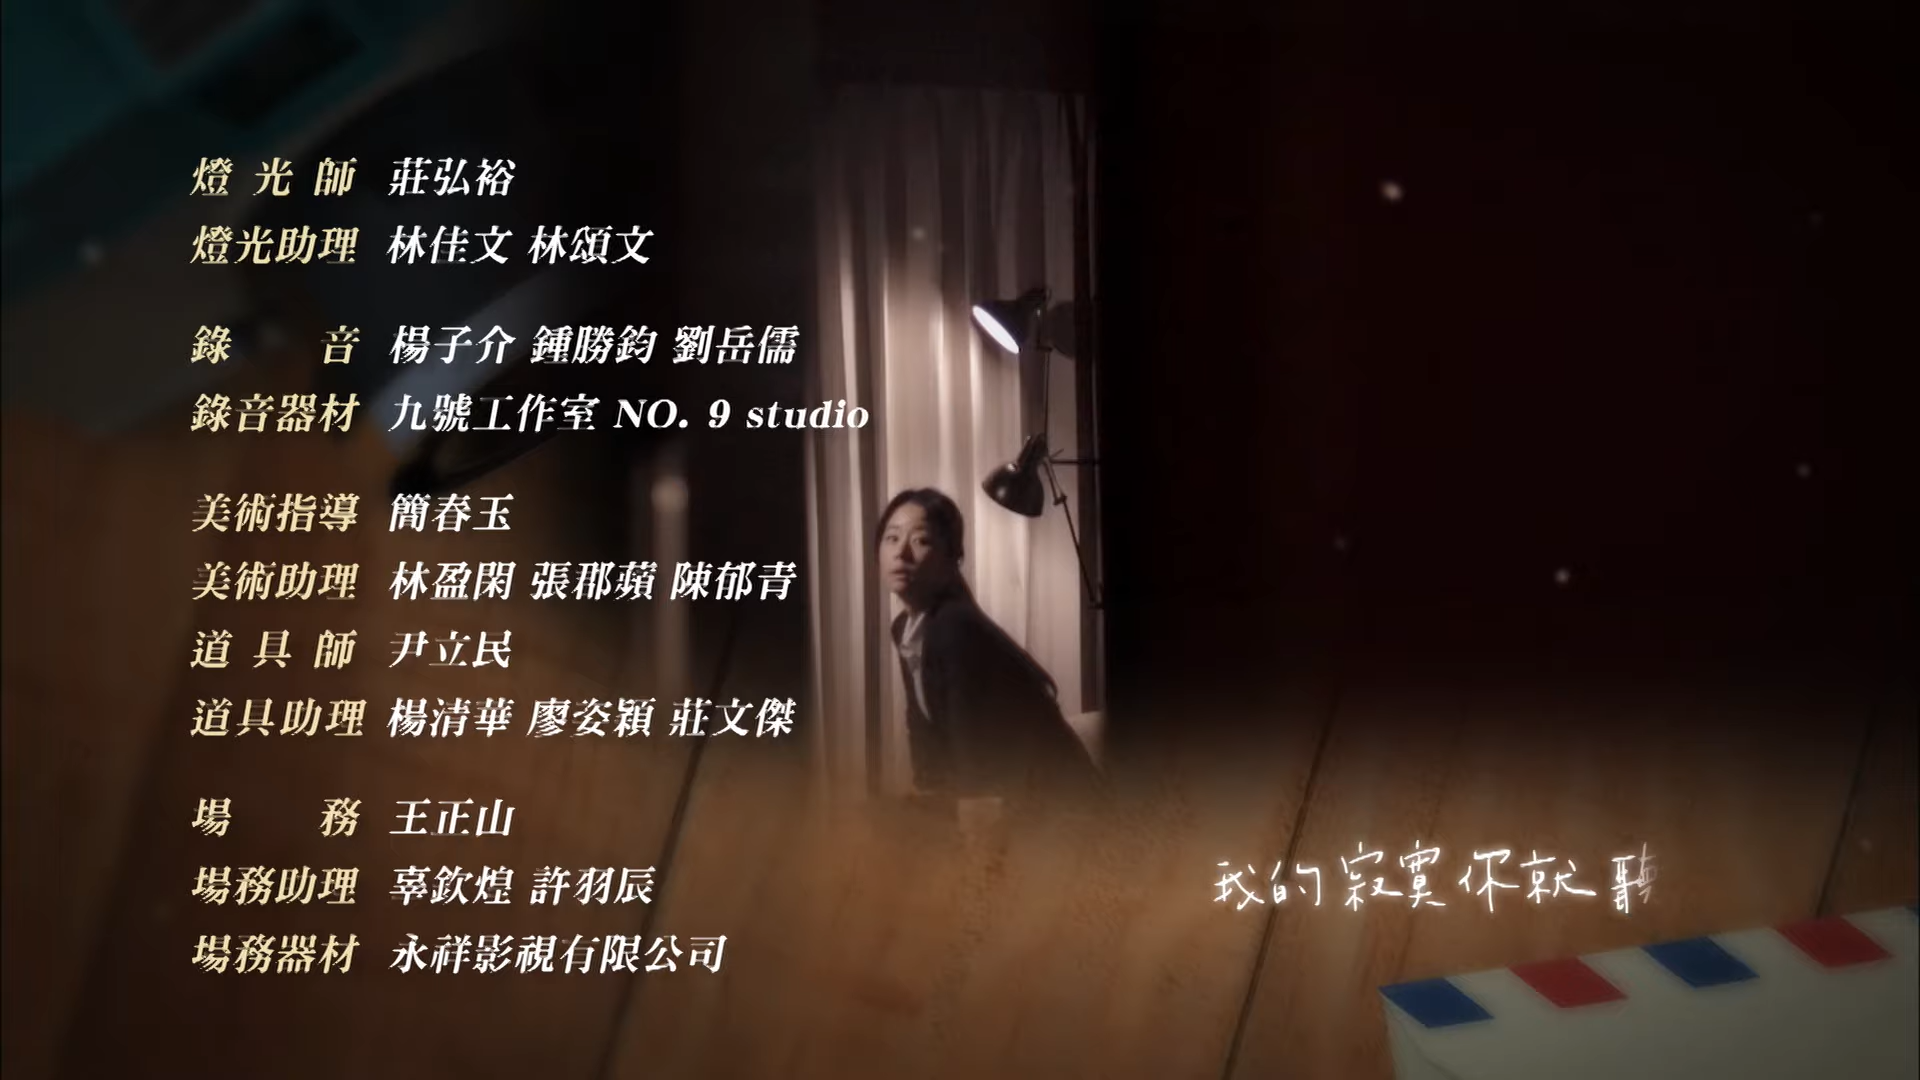 燈光師 莊弘裕
燈光助理 林佳文 林頌文
錄音 楊子介 鍾勝鈞 劉岳儒
錄音器材 九號工作室 NO. 9 studio
美術指導 簡春玉
美術助理 林盈閑 張郡蘋 陳郁青
道具師 尹立民
道具助理 楊清華 廖姿穎 莊文傑
場務 王正山
場務助理 辜欽煌 許羽辰
場務器材 永祥影視有限公司
我的寂寞你就聽